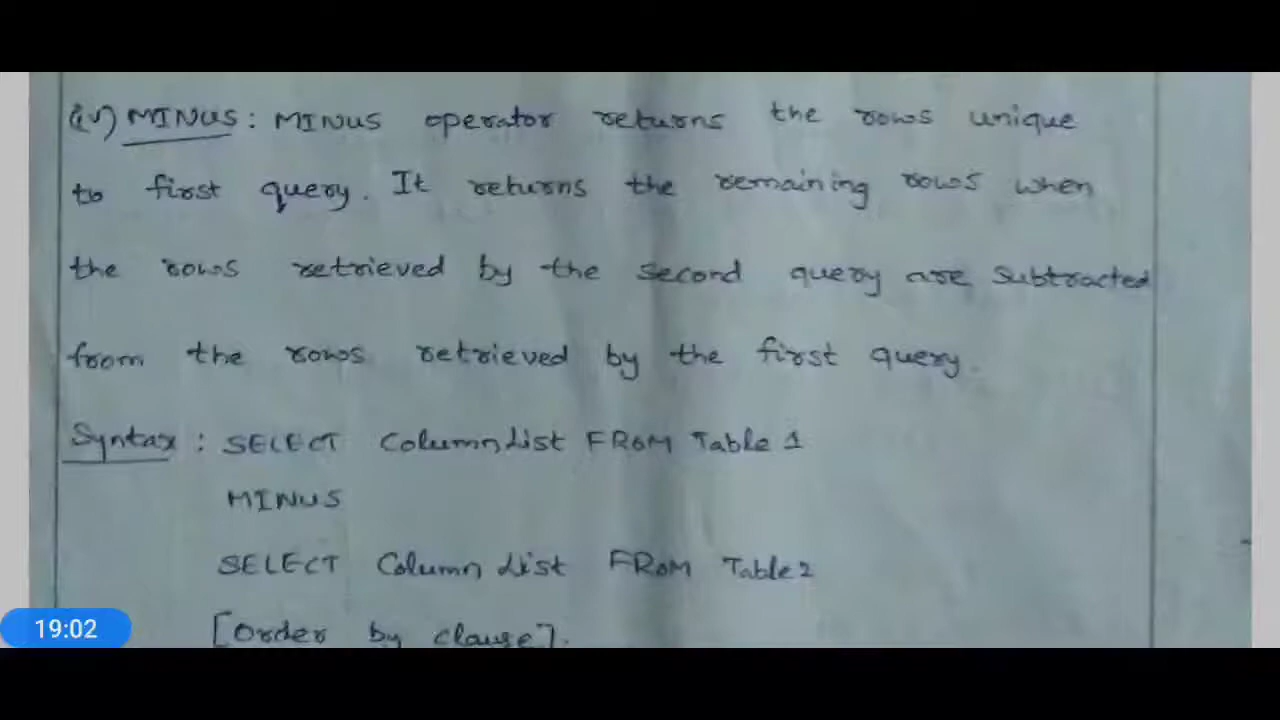 (iv) MINUS : MINUS operator returns the rows unique
to first query. It returns the remaining rows when
the rows retrieved by the second query are subtracted
from the rows retrieved by the first query.
Syntax : SELECT Column List FROM Table 1
MINUS
SELECT Column List FROM Table 2
[Order by clause].
19:02